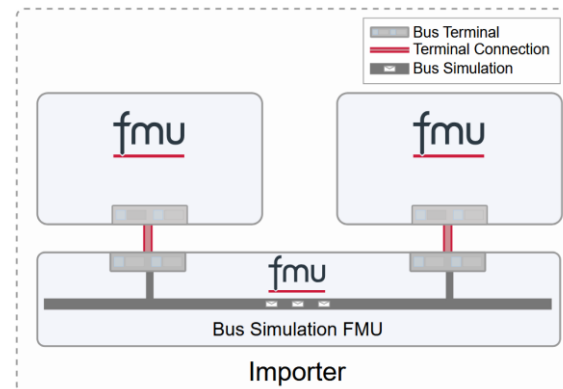 Bus Terminal
Terminal Connection
Bus Simulation
fmu
fmu
fmu
Bus Simulation FMU
Importer